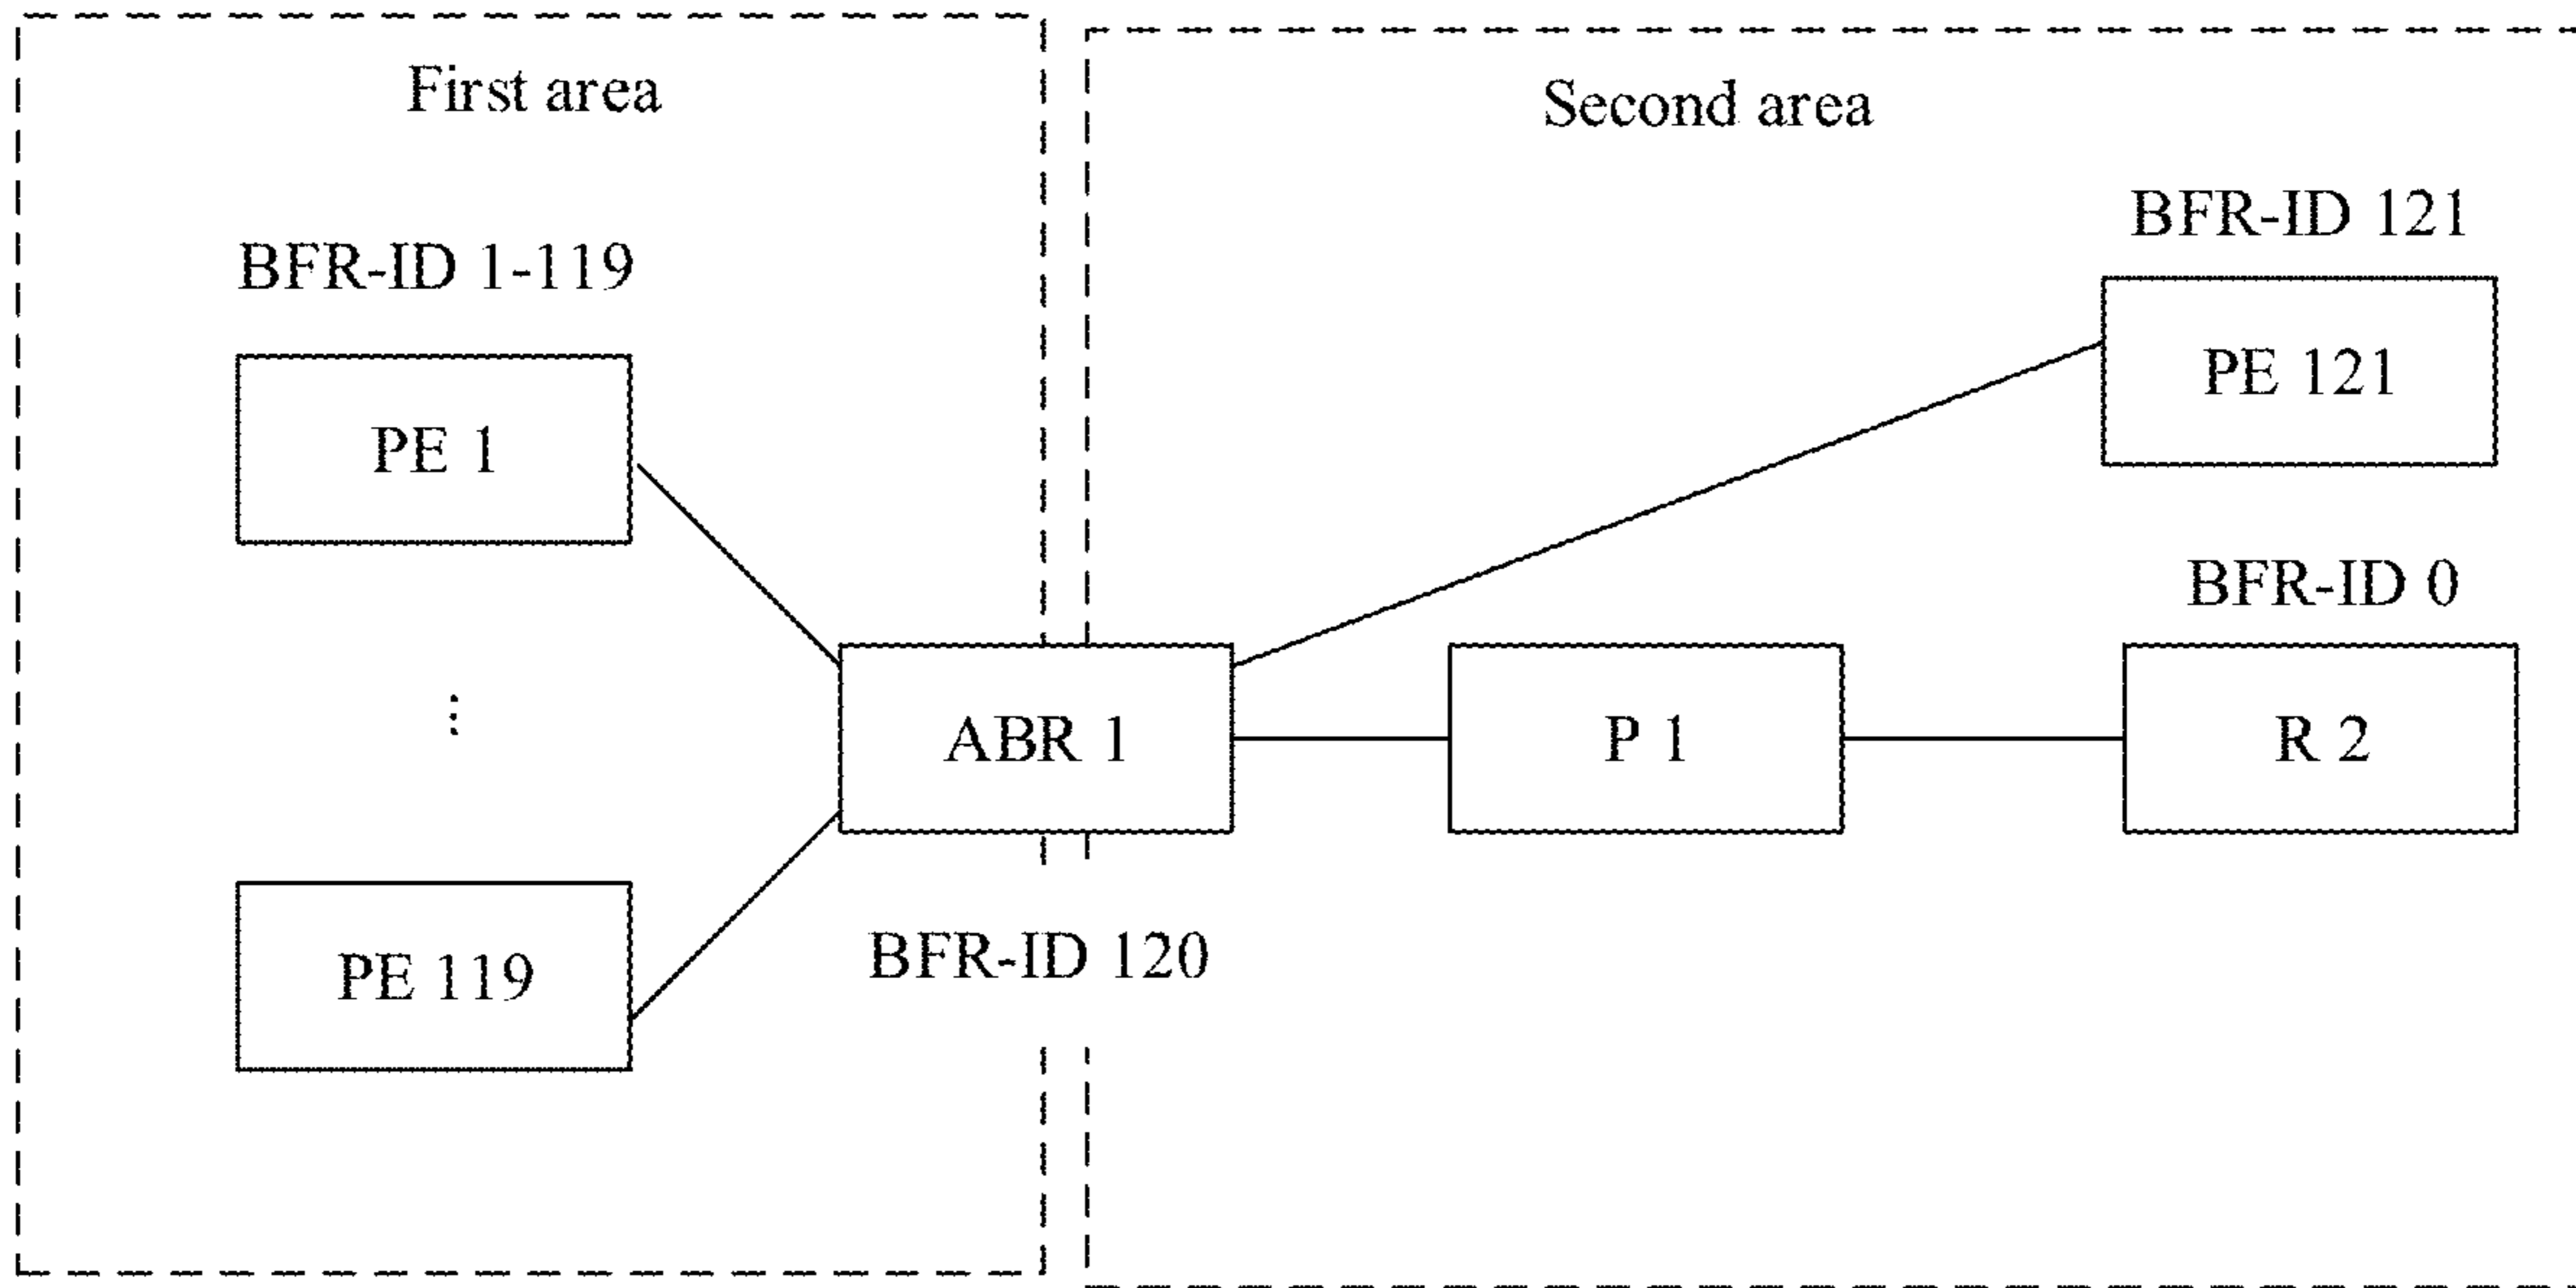 First area
Second area
BFR-ID 121
BFR-ID 1-119
PE 121
PE 1
BFR-ID 0
⋮
ABR 1
P 1
R 2
BFR-ID 120
PE 119